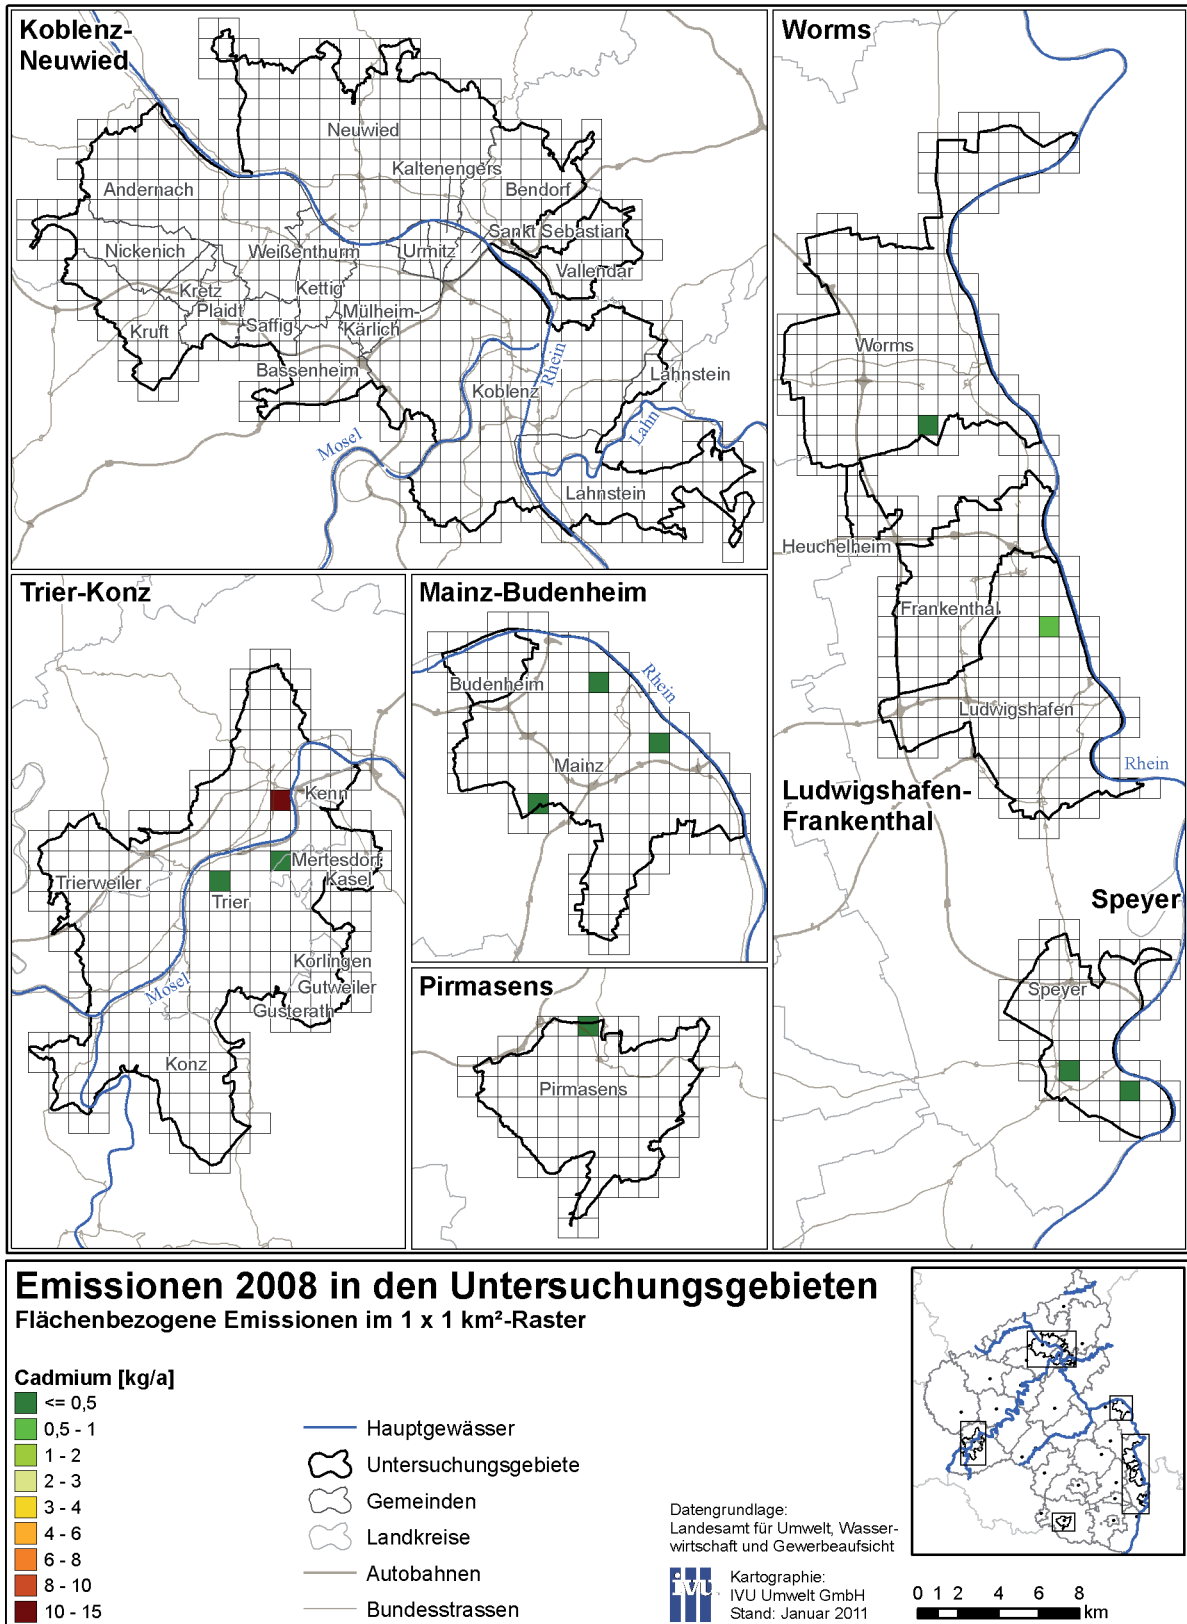 Koblenz-
Neuwied
Neuwied
Kaltenengers
Andernach
Bendorf
Sankt Sebastian
Nickenich
Weißenthurm
Urmitz
Vallendar
Kretz
Kettig
Plaidt
Mülheim-
Kärlich
Kruft
Saffig
Bassenheim
Koblenz
Rhein
Lahnstein
Lahn
Mosel
Lahnstein
Worms
Worms
Heuchelheim
Frankenthal
Ludwigshafen
Rhein
Ludwigshafen-
Frankenthal
Speyer
Speyer
Trier-Konz
Kenn
Mertesdorf
Kasel
Trierweiler
Trier
Korlingen
Gutweiler
Mosel
Gusterath
Konz
Mainz-Budenheim
Rhein
Budenheim
Mainz
Pirmasens
Pirmasens
Emissionen 2008 in den Untersuchungsgebieten
Flächenbezogene Emissionen im 1 x 1 km²-Raster
Cadmium [kg/a]
<= 0,5
0,5 - 1
1 - 2
2 - 3
3 - 4
4 - 6
6 - 8
8 - 10
10 - 15
Hauptgewässer
Untersuchungsgebiete
Gemeinden
Landkreise
Autobahnen
Bundesstrassen
Datengrundlage:
Landesamt für Umwelt, Wasser-
wirtschaft und Gewerbeaufsicht
ivu
Kartographie:
IVU Umwelt GmbH
Stand: Januar 2011
0 1 2 4 6 8
km